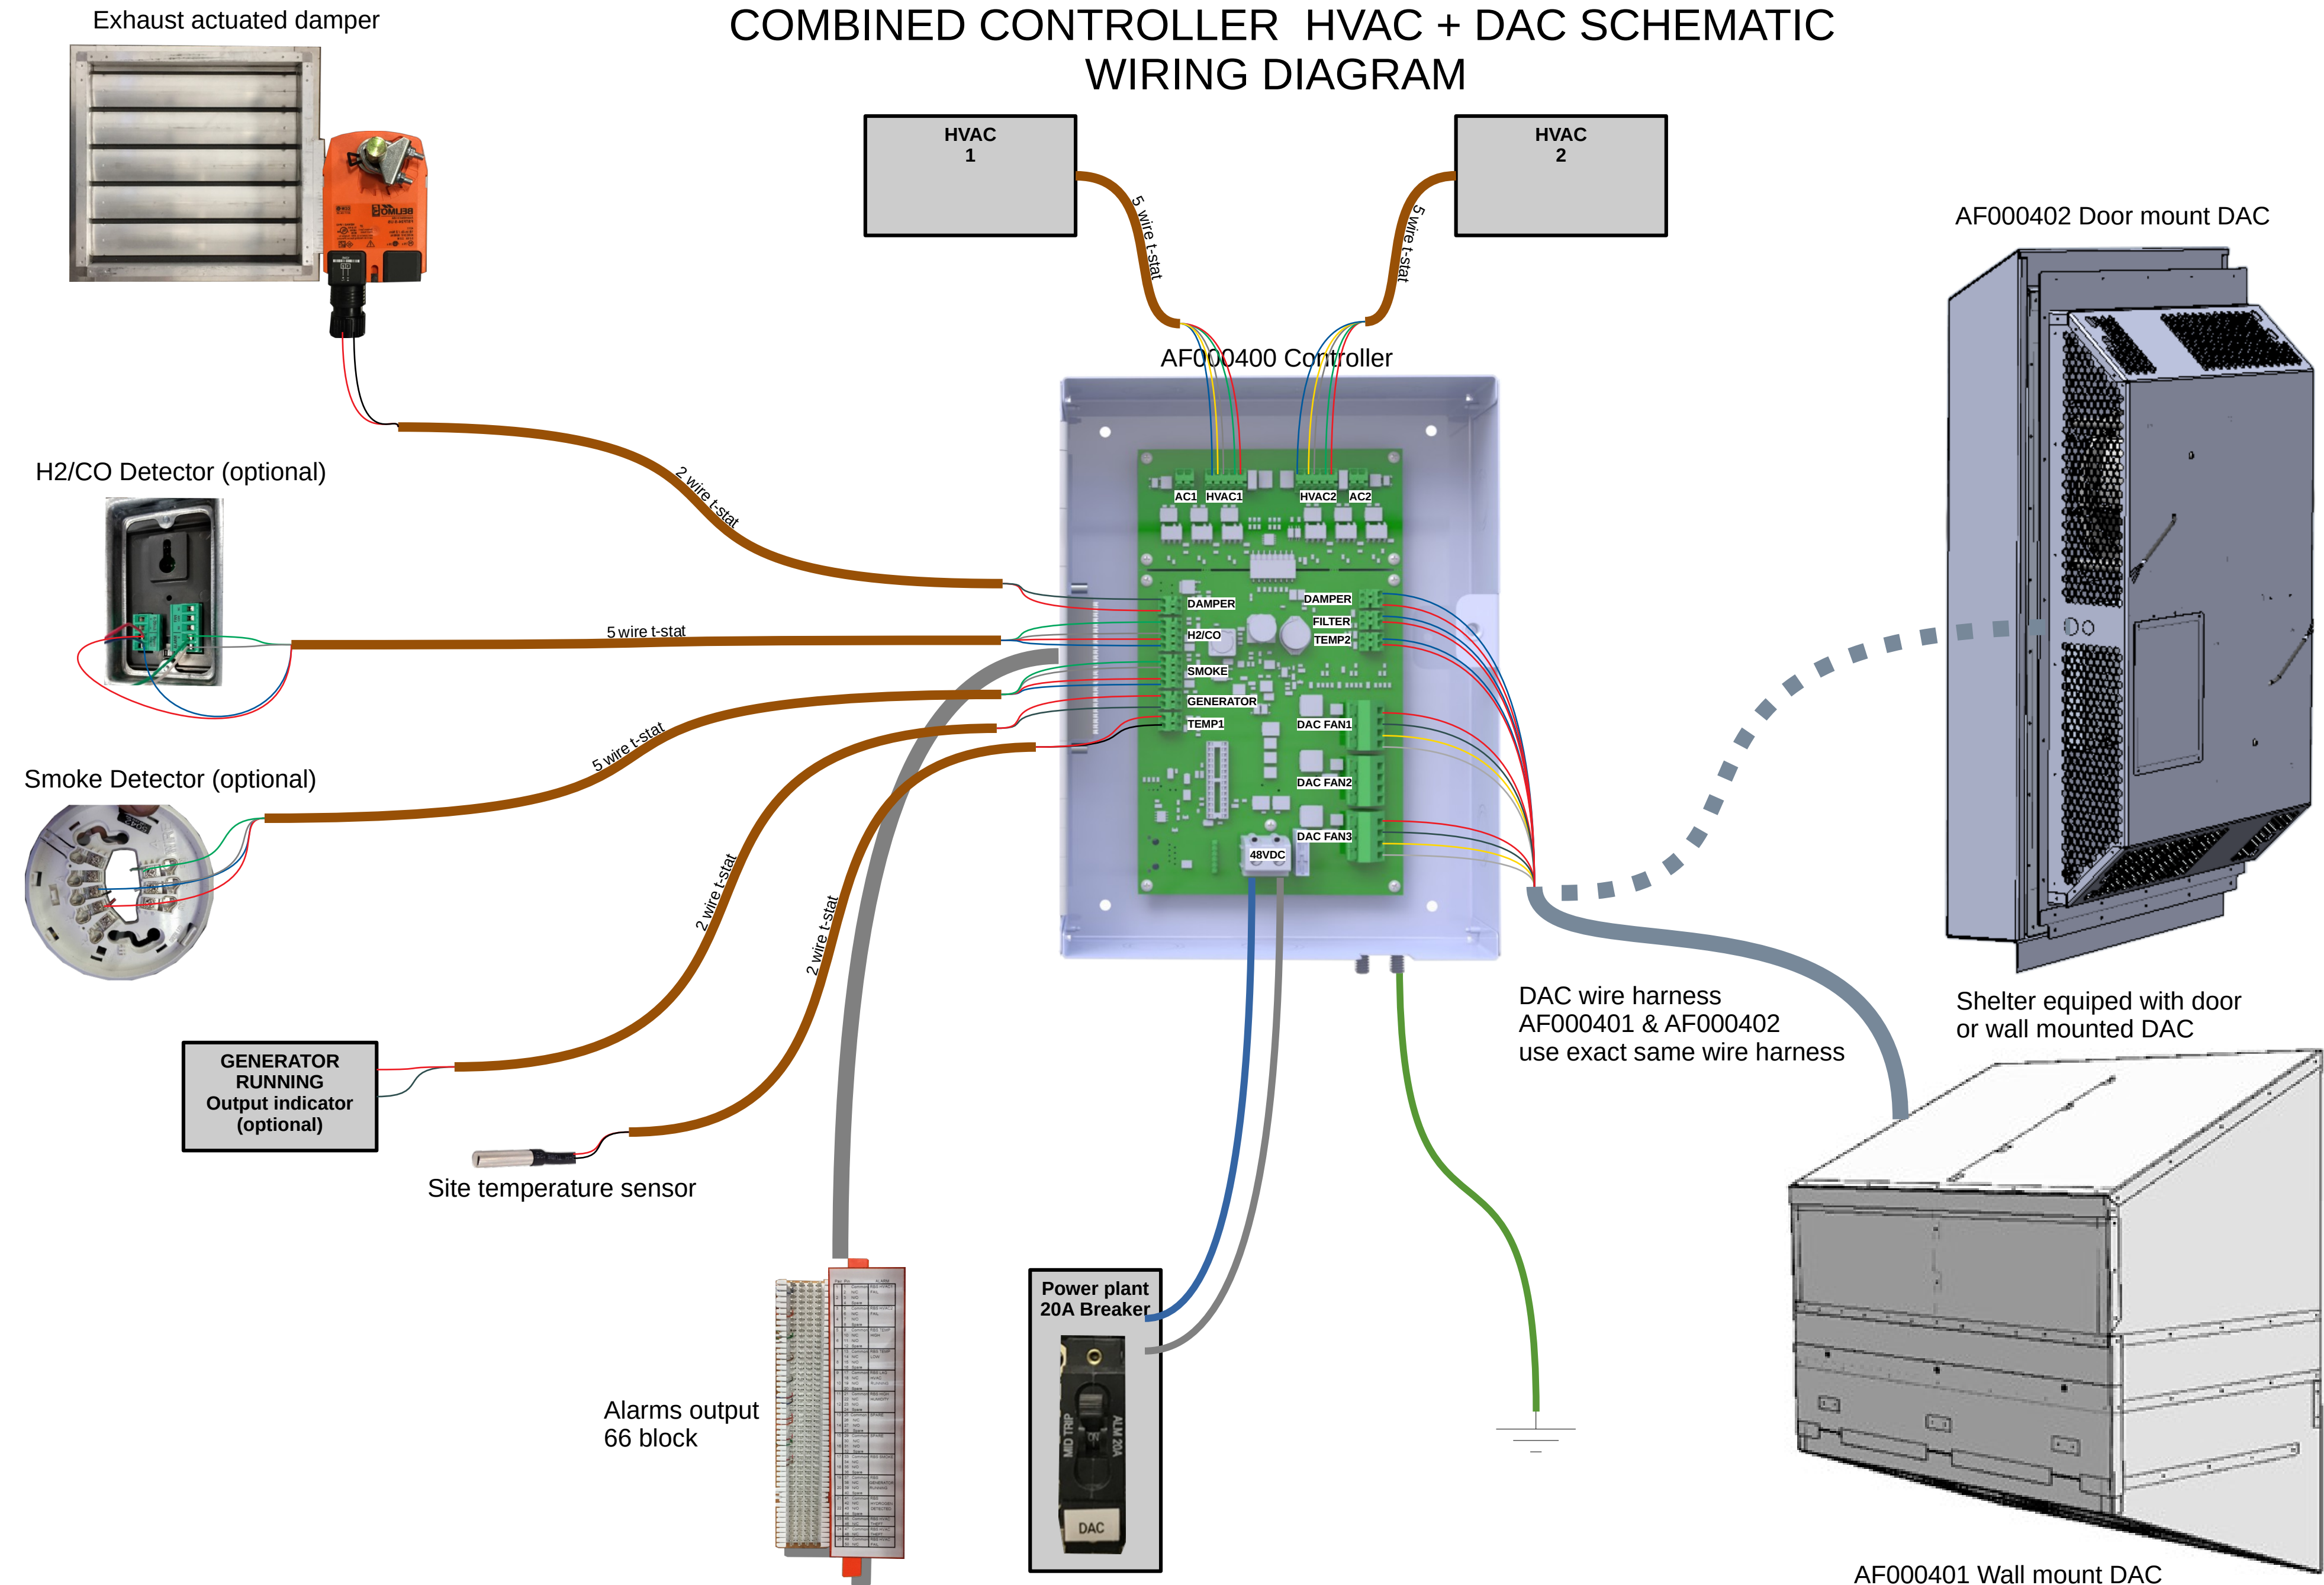 COMBINED CONTROLLER  HVAC + DAC SCHEMATIC
WIRING DIAGRAM
Exhaust actuated damper
HVAC
1
HVAC
2
5 wire t-stat
5 wire t-stat
AF000402 Door mount DAC
BELIMO
AF000400 Controller
H2/CO Detector (optional)
2 wire t-stat
AC1
HVAC1
HVAC2
AC2
DAMPER
H2/CO
SMOKE
GENERATOR
TEMP1
DAMPER
FILTER
TEMP2
DAC FAN1
DAC FAN2
DAC FAN3
48VDC
5 wire t-stat
5 wire t-stat
Smoke Detector (optional)
2 wire t-stat
2 wire t-stat
GENERATOR
RUNNING
Output indicator
(optional)
Site temperature sensor
DAC wire harness
AF000401 & AF000402
use exact same wire harness
Shelter equiped with door
or wall mounted DAC
Power plant
20A Breaker
MID TRIP
ALM 20A
DAC
Alarms output
66 block
AF000401 Wall mount DAC